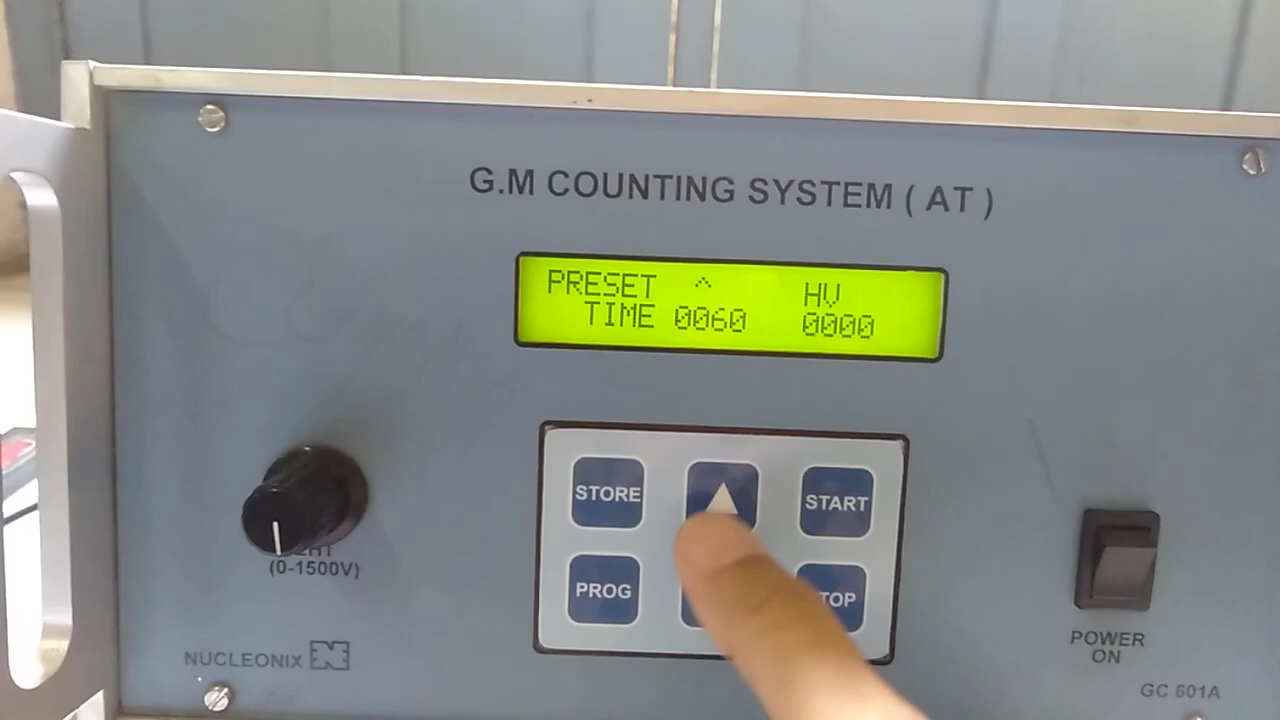 G.M COUNTING SYSTEM ( AT )
PRESET ^ HV
TIME 0060 0000
STORE
START
PROG
(0-1500V)
NUCLEONIX
POWER
ON
GC 601A